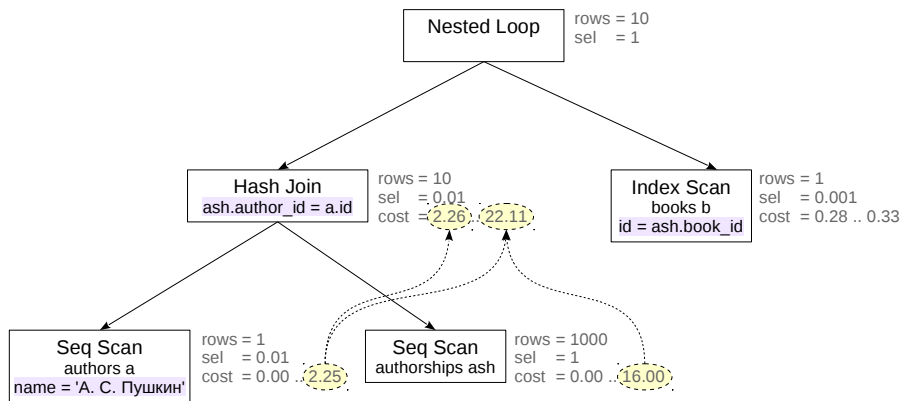 Nested Loop
rows = 10
sel = 1
Hash Join
ash.author_id = a.id
rows = 10
sel = 0.01
cost = 2.26 .. 22.11
Index Scan
books b
id = ash.book_id
rows = 1
sel = 0.001
cost = 0.28 .. 0.33
Seq Scan
authors a
name = 'А. С. Пушкин'
rows = 1
sel = 0.01
cost = 0.00 .. 2.25
Seq Scan
authorships ash
rows = 1000
sel = 1
cost = 0.00 .. 16.00